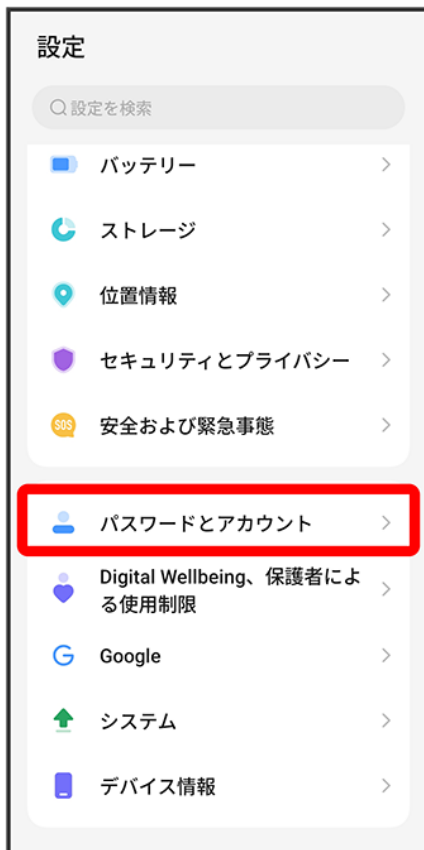 設定
設定を検索
バッテリー
ストレージ
位置情報
セキュリティとプライバシー
SOS
安全および緊急事態
パスワードとアカウント
Digital Wellbeing、保護者によ
る使用制限
Google
システム
デバイス情報